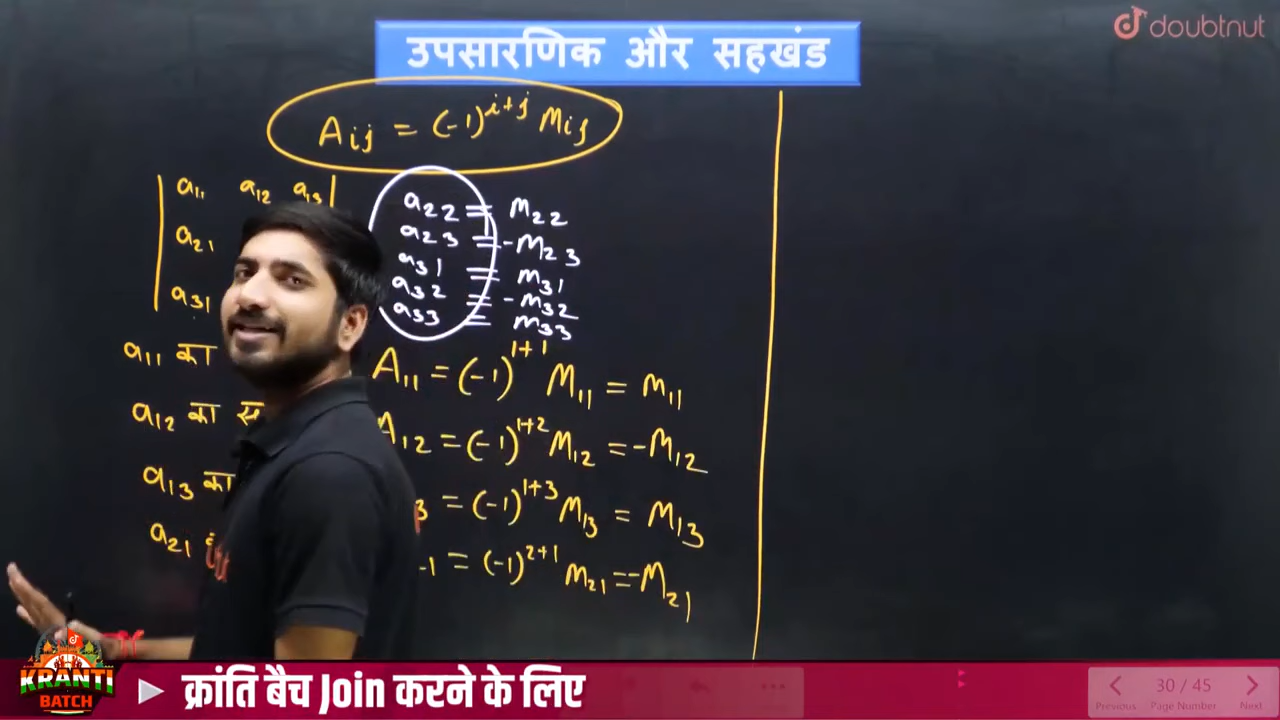 doubtnut
उपसारणिक और सहखंड
Aij = (-1)^i+j Mij
a11 a12 a13
a21
a31
a22 = M22
a23 = -M23
a31 = M31
a32 = -M32
a33 = M33
a11 का A11 = (-1)^1+1 M11 = M11
a12 का स A12 = (-1)^1+2 M12 = -M12
a13 का 3 = (-1)^1+3 M13 = M13
a21 1 = (-1)^2+1 M21 = -M21
KRANTI
BATCH
क्रांति बैच Join करने के लिए
30 / 45
Previous Page Number Next